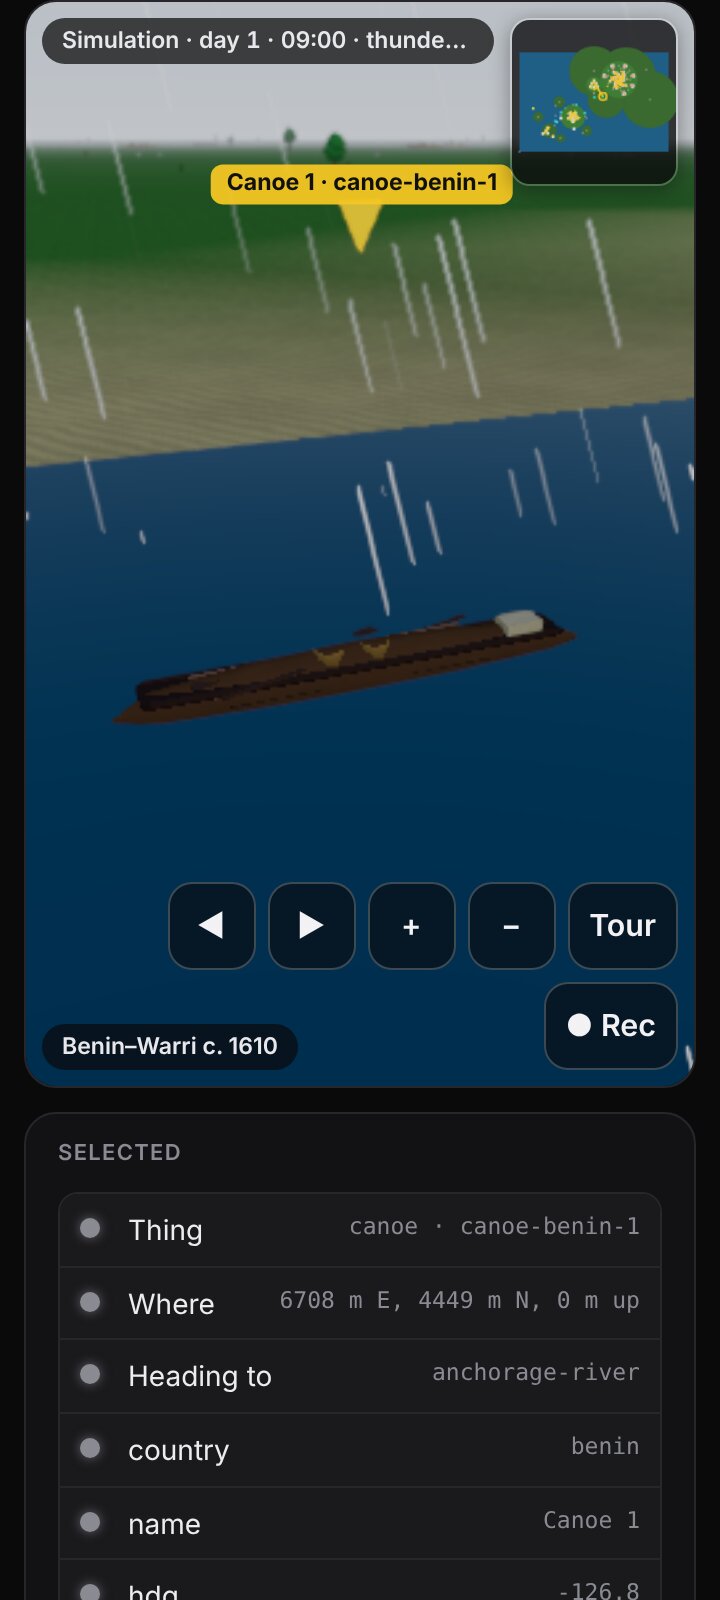 Simulation · day 1 · 09:00 · thunde...
Canoe 1 · canoe-benin-1
◀ ▶ + − Tour
● Rec
Benin–Warri c. 1610
SELECTED
Thing canoe · canoe-benin-1
Where 6708 m E, 4449 m N, 0 m up
Heading to anchorage-river
country benin
name Canoe 1
hdg -126.8